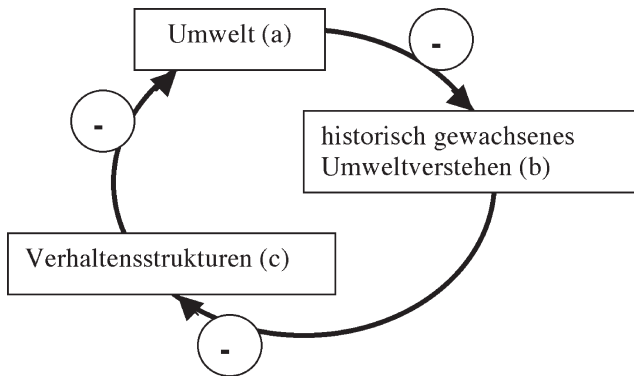 Umwelt (a)
-
historisch gewachsenes
Umweltverstehen (b)
-
Verhaltensstrukturen (c)
-